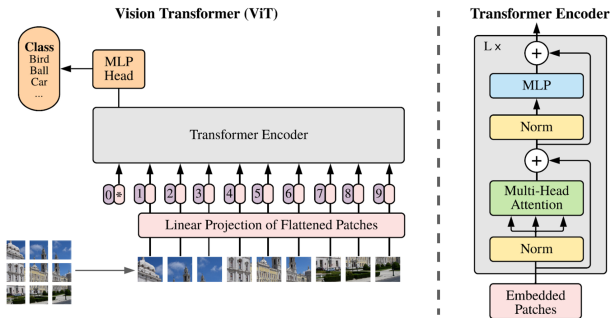 Vision Transformer (ViT)
Class
Bird
Ball
Car
...
MLP
Head
Transformer Encoder
0 * 1 2 3 4 5 6 7 8 9
Linear Projection of Flattened Patches
Transformer Encoder
L x
+
MLP
Norm
+
Multi-Head
Attention
Norm
Embedded
Patches